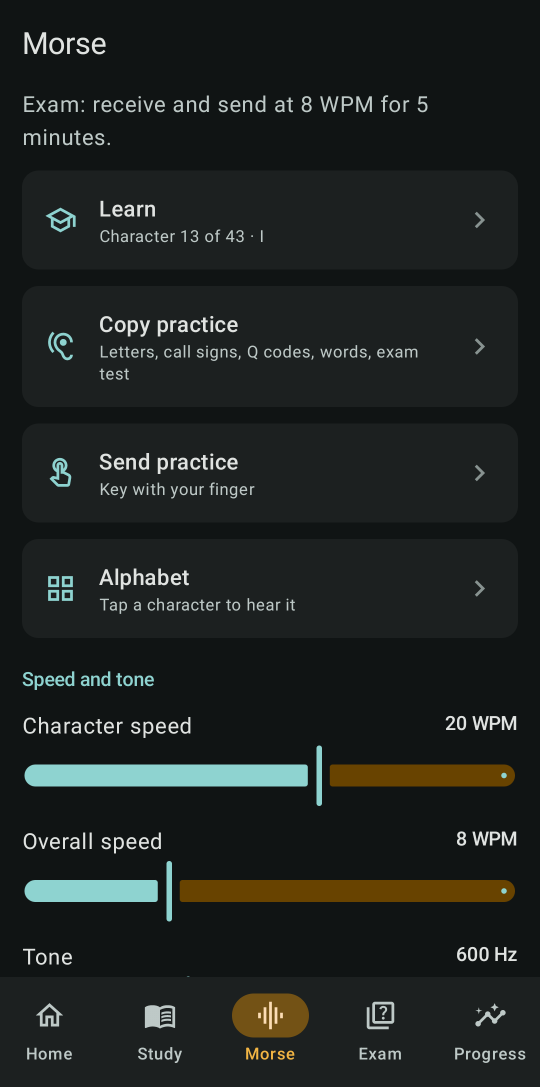 Morse
Exam: receive and send at 8 WPM for 5
minutes.
Learn
Character 13 of 43 · I
Copy practice
Letters, call signs, Q codes, words, exam
test
Send practice
Key with your finger
Alphabet
Tap a character to hear it
Speed and tone
Character speed
20 WPM
Overall speed
8 WPM
Tone
600 Hz
Home
Study
Morse
Exam
Progress